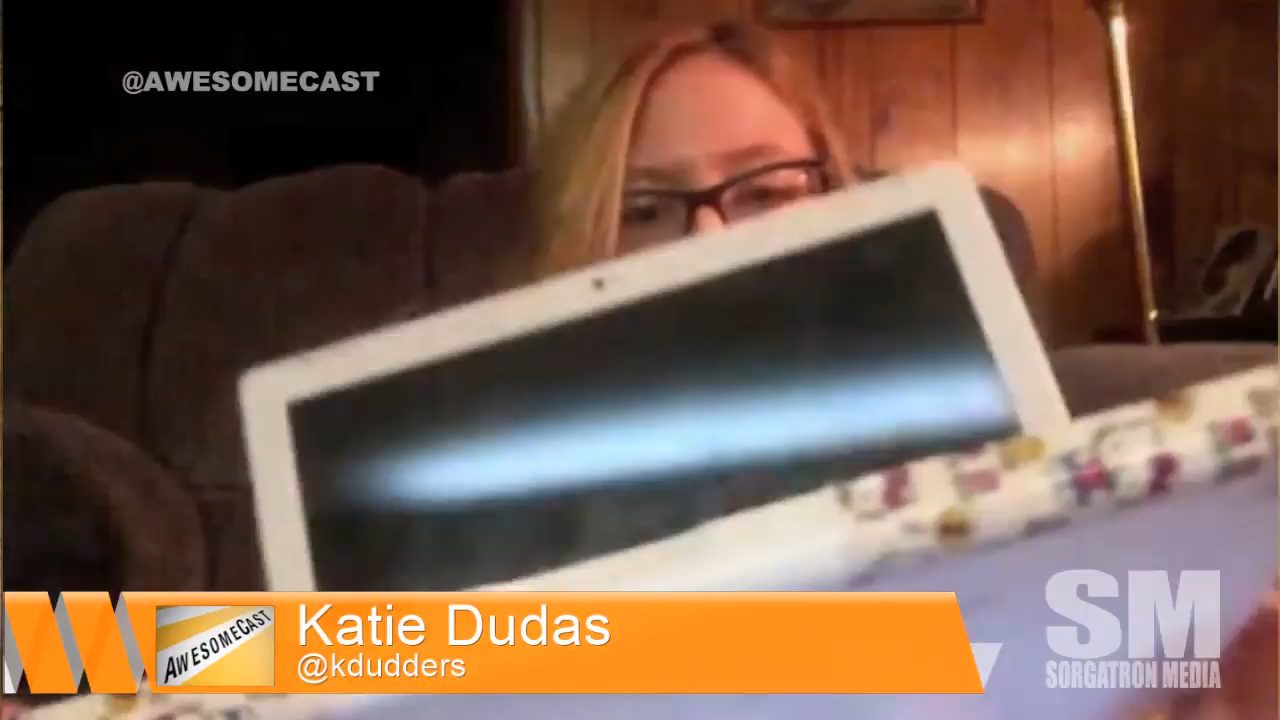 @AWESOMECAST
AWESOMECAST
Katie Dudas
@kdudders
SM
SORGATRON MEDIA